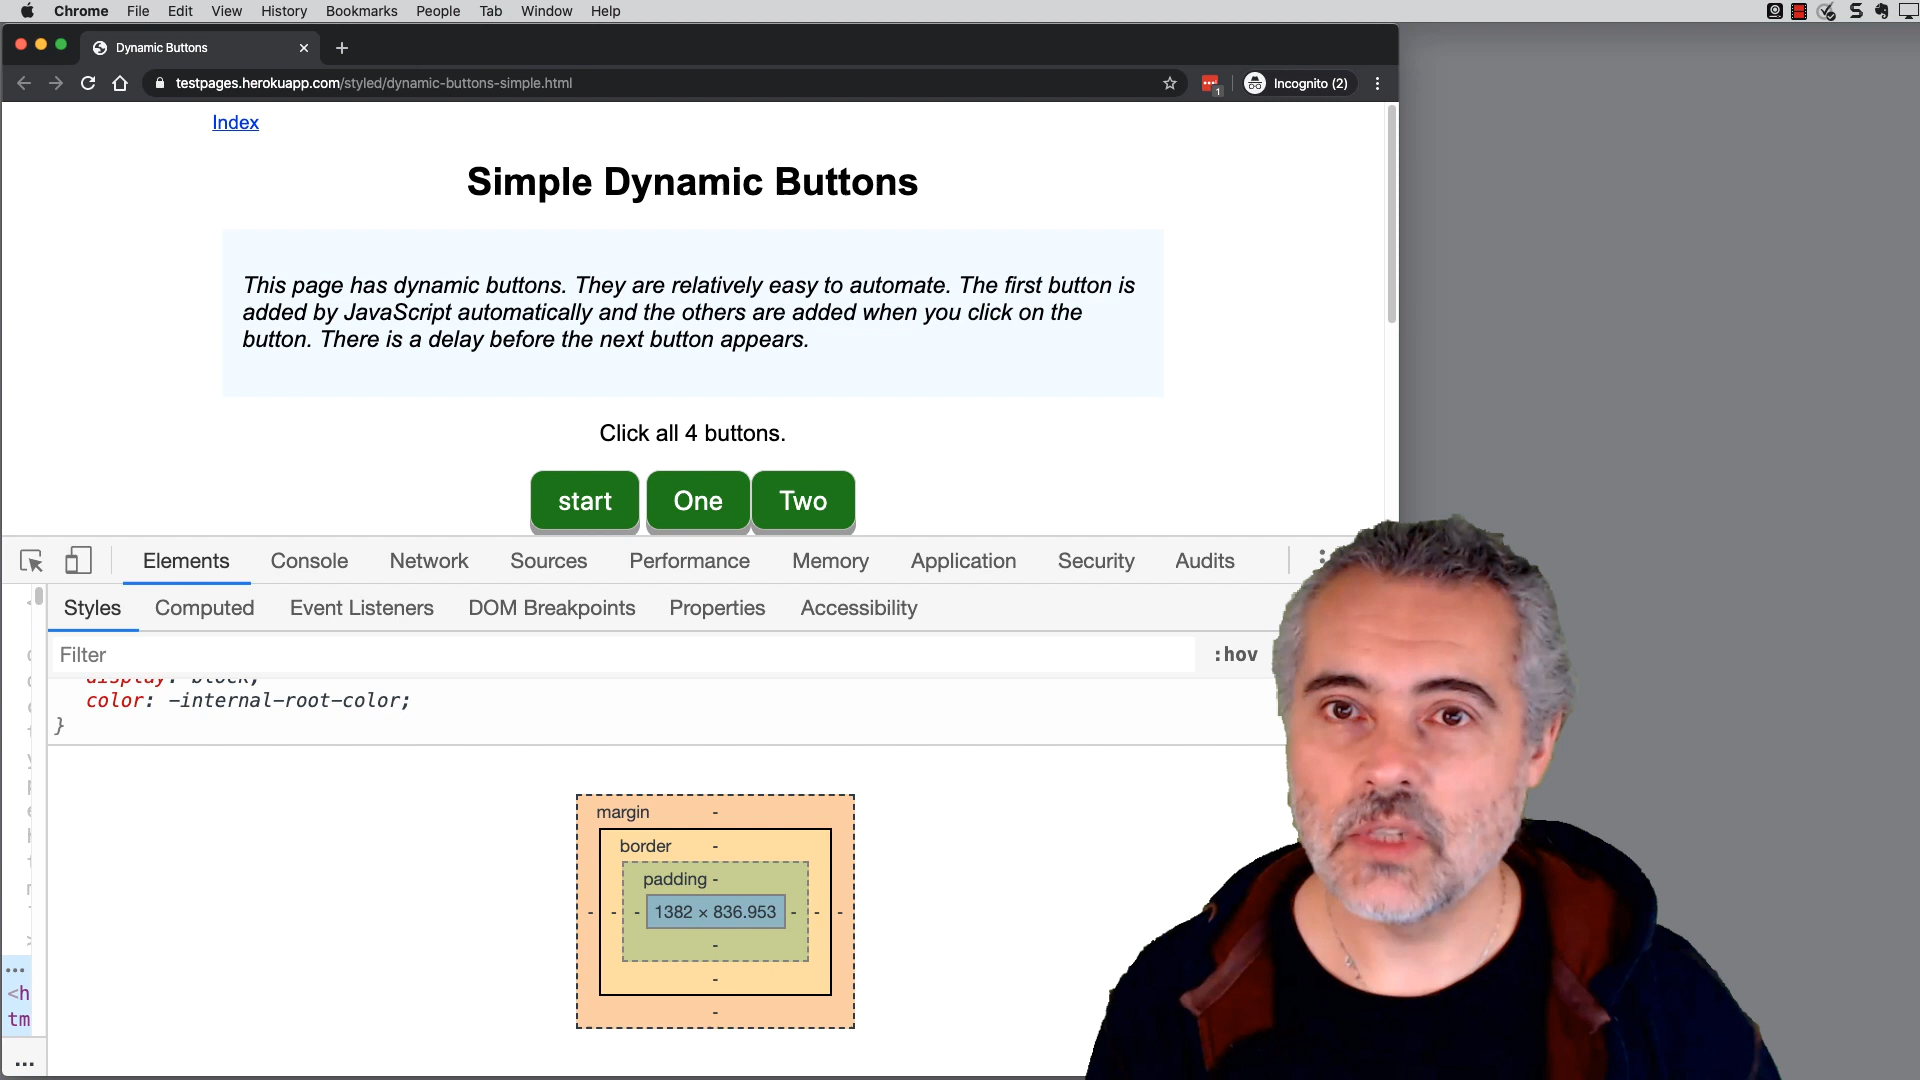 Chrome File Edit View History Bookmarks People Tab Window Help
Dynamic Buttons
testpages.herokuapp.com/styled/dynamic-buttons-simple.html
1
Incognito (2)
Index
Simple Dynamic Buttons
This page has dynamic buttons. They are relatively easy to automate. The first button is
added by JavaScript automatically and the others are added when you click on the
button. There is a delay before the next button appears.
Click all 4 buttons.
start One Two
Elements Console Network Sources Performance Memory Application Security Audits
Styles Computed Event Listeners DOM Breakpoints Properties Accessibility
Filter
:hov
display: block;
color: -internal-root-color;
}
margin -
border -
padding -
- - - 1382 × 836.953 - - -
-
-
-
...
<h
tm
...